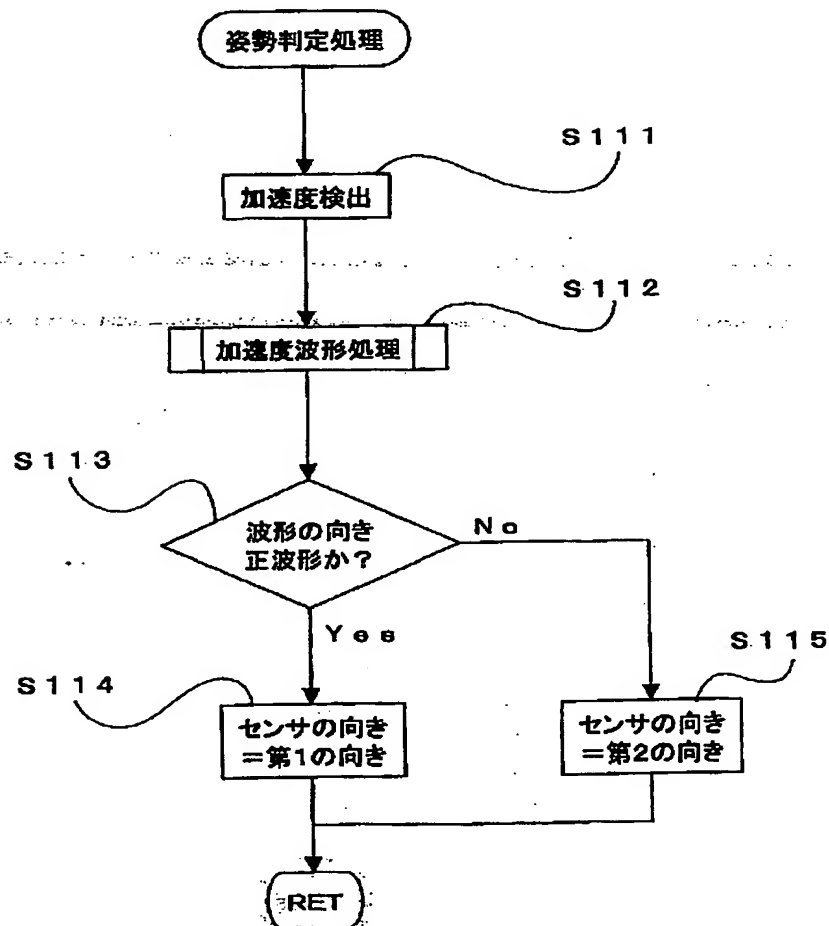 姿勢判定処理
S111
加速度検出
S112
加速度波形処理
S113
波形の向き
正波形か？
No
Yes
S114
センサの向き
＝第1の向き
S115
センサの向き
＝第2の向き
RET